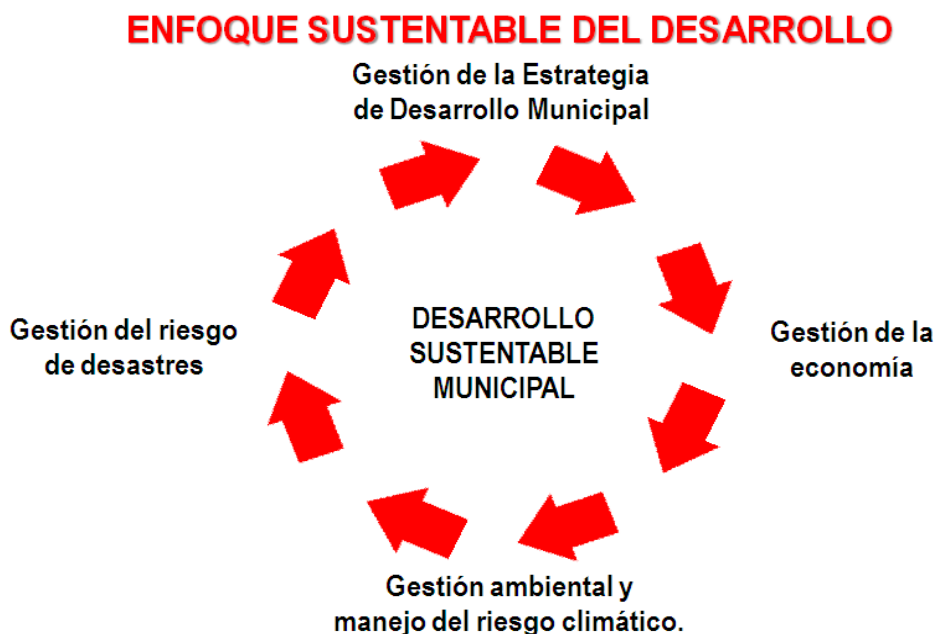 ENFOQUE SUSTENTABLE DEL DESARROLLO
Gestión de la Estrategia
de Desarrollo Municipal
Gestión del riesgo
de desastres
DESARROLLO
SUSTENTABLE
MUNICIPAL
Gestión de la
economía
Gestión ambiental y
manejo del riesgo climático.